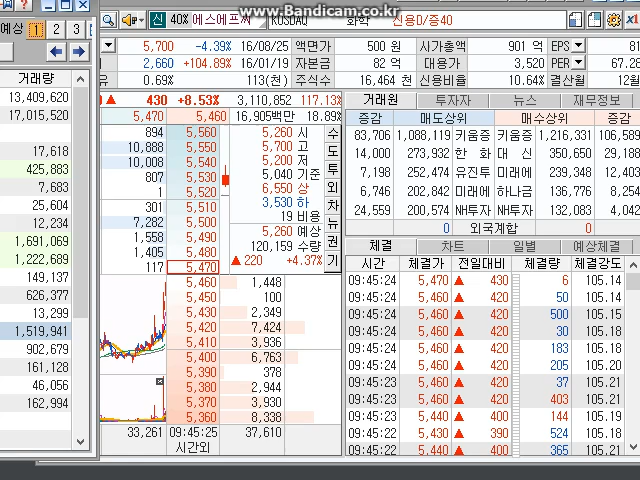 www.Bandicam.co.kr
신 40% 에스에프씨 KOSDAQ 화학 신용D/증40
예상 1 2 3
5,700 -4.39% 16/08/25 액면가 500 원 시가총액 901 억 EPS 81
2,660 +104.89% 16/01/19 자본금 82 억 대용가 3,520 PER 67.28
유 0.69% 113(천) 주식수 16,464 천 신용비율 10.64% 결산월 12월
거래량
13,409,620
17,015,520
17,618
425,883
7,683
25,604
12,234
1,691,069
1,222,689
149,137
626,377
13,299
1,519,941
902,679
161,128
46,056
162,994
▲ 430 +8.53% 3,110,852 117.13%
5,470 5,460 16,905백만 18.89%
894 5,560 5,260 시
10,888 5,550 5,700 고
10,008 5,540 5,200 저
807 5,530 5,040 기준
1 5,520 6,550 상
301 5,510 3,530 하
7,282 5,500 19 비용
1,558 5,490 5,260 예상
1,405 5,480 120,159 수량
117 5,470 ▲ 220 +4.37%
수
도
투
외
차
뉴
권
기
5,460 1,448
5,450 100
5,430 2,349
5,420 7,424
5,410 3,936
5,400 6,763
5,390 378
5,380 2,944
5,370 3,930
5,360 8,338
33,261 09:45:25 37,610
시간외
거래원 투자자 뉴스 재무정보
증감 매도상위 매수상위 증감
83,706 1,088,119 키움증 키움증 1,216,331 106,589
14,000 273,932 한 화 대 신 350,650 29,188
7,198 252,474 유진투 미래에 348,239
6,746 202,842 미래에 하나금 136,776 8,254
24,559 200,574 NH투자 NH투자 132,083 4,042
0 외국계합 0
체결 차트 일별 예상체결
시간 체결가 전일대비 체결량 체결강도
09:45:24 5,470 ▲ 430 6 105.14
09:45:24 5,460 ▲ 420 50 105.14
09:45:24 5,460 ▲ 420 500 105.15
09:45:24 5,460 ▲ 420 30 105.18
09:45:24 5,460 ▲ 420 183 105.18
09:45:24 5,460 ▲ 420 205 105.20
09:45:23 5,460 ▲ 420 37 105.21
09:45:23 5,460 ▲ 420 403 105.21
09:45:23 5,440 ▲ 400 144 105.19
09:45:22 5,430 ▲ 390 524 105.18
09:45:22 5,440 ▲ 400 365 105.21